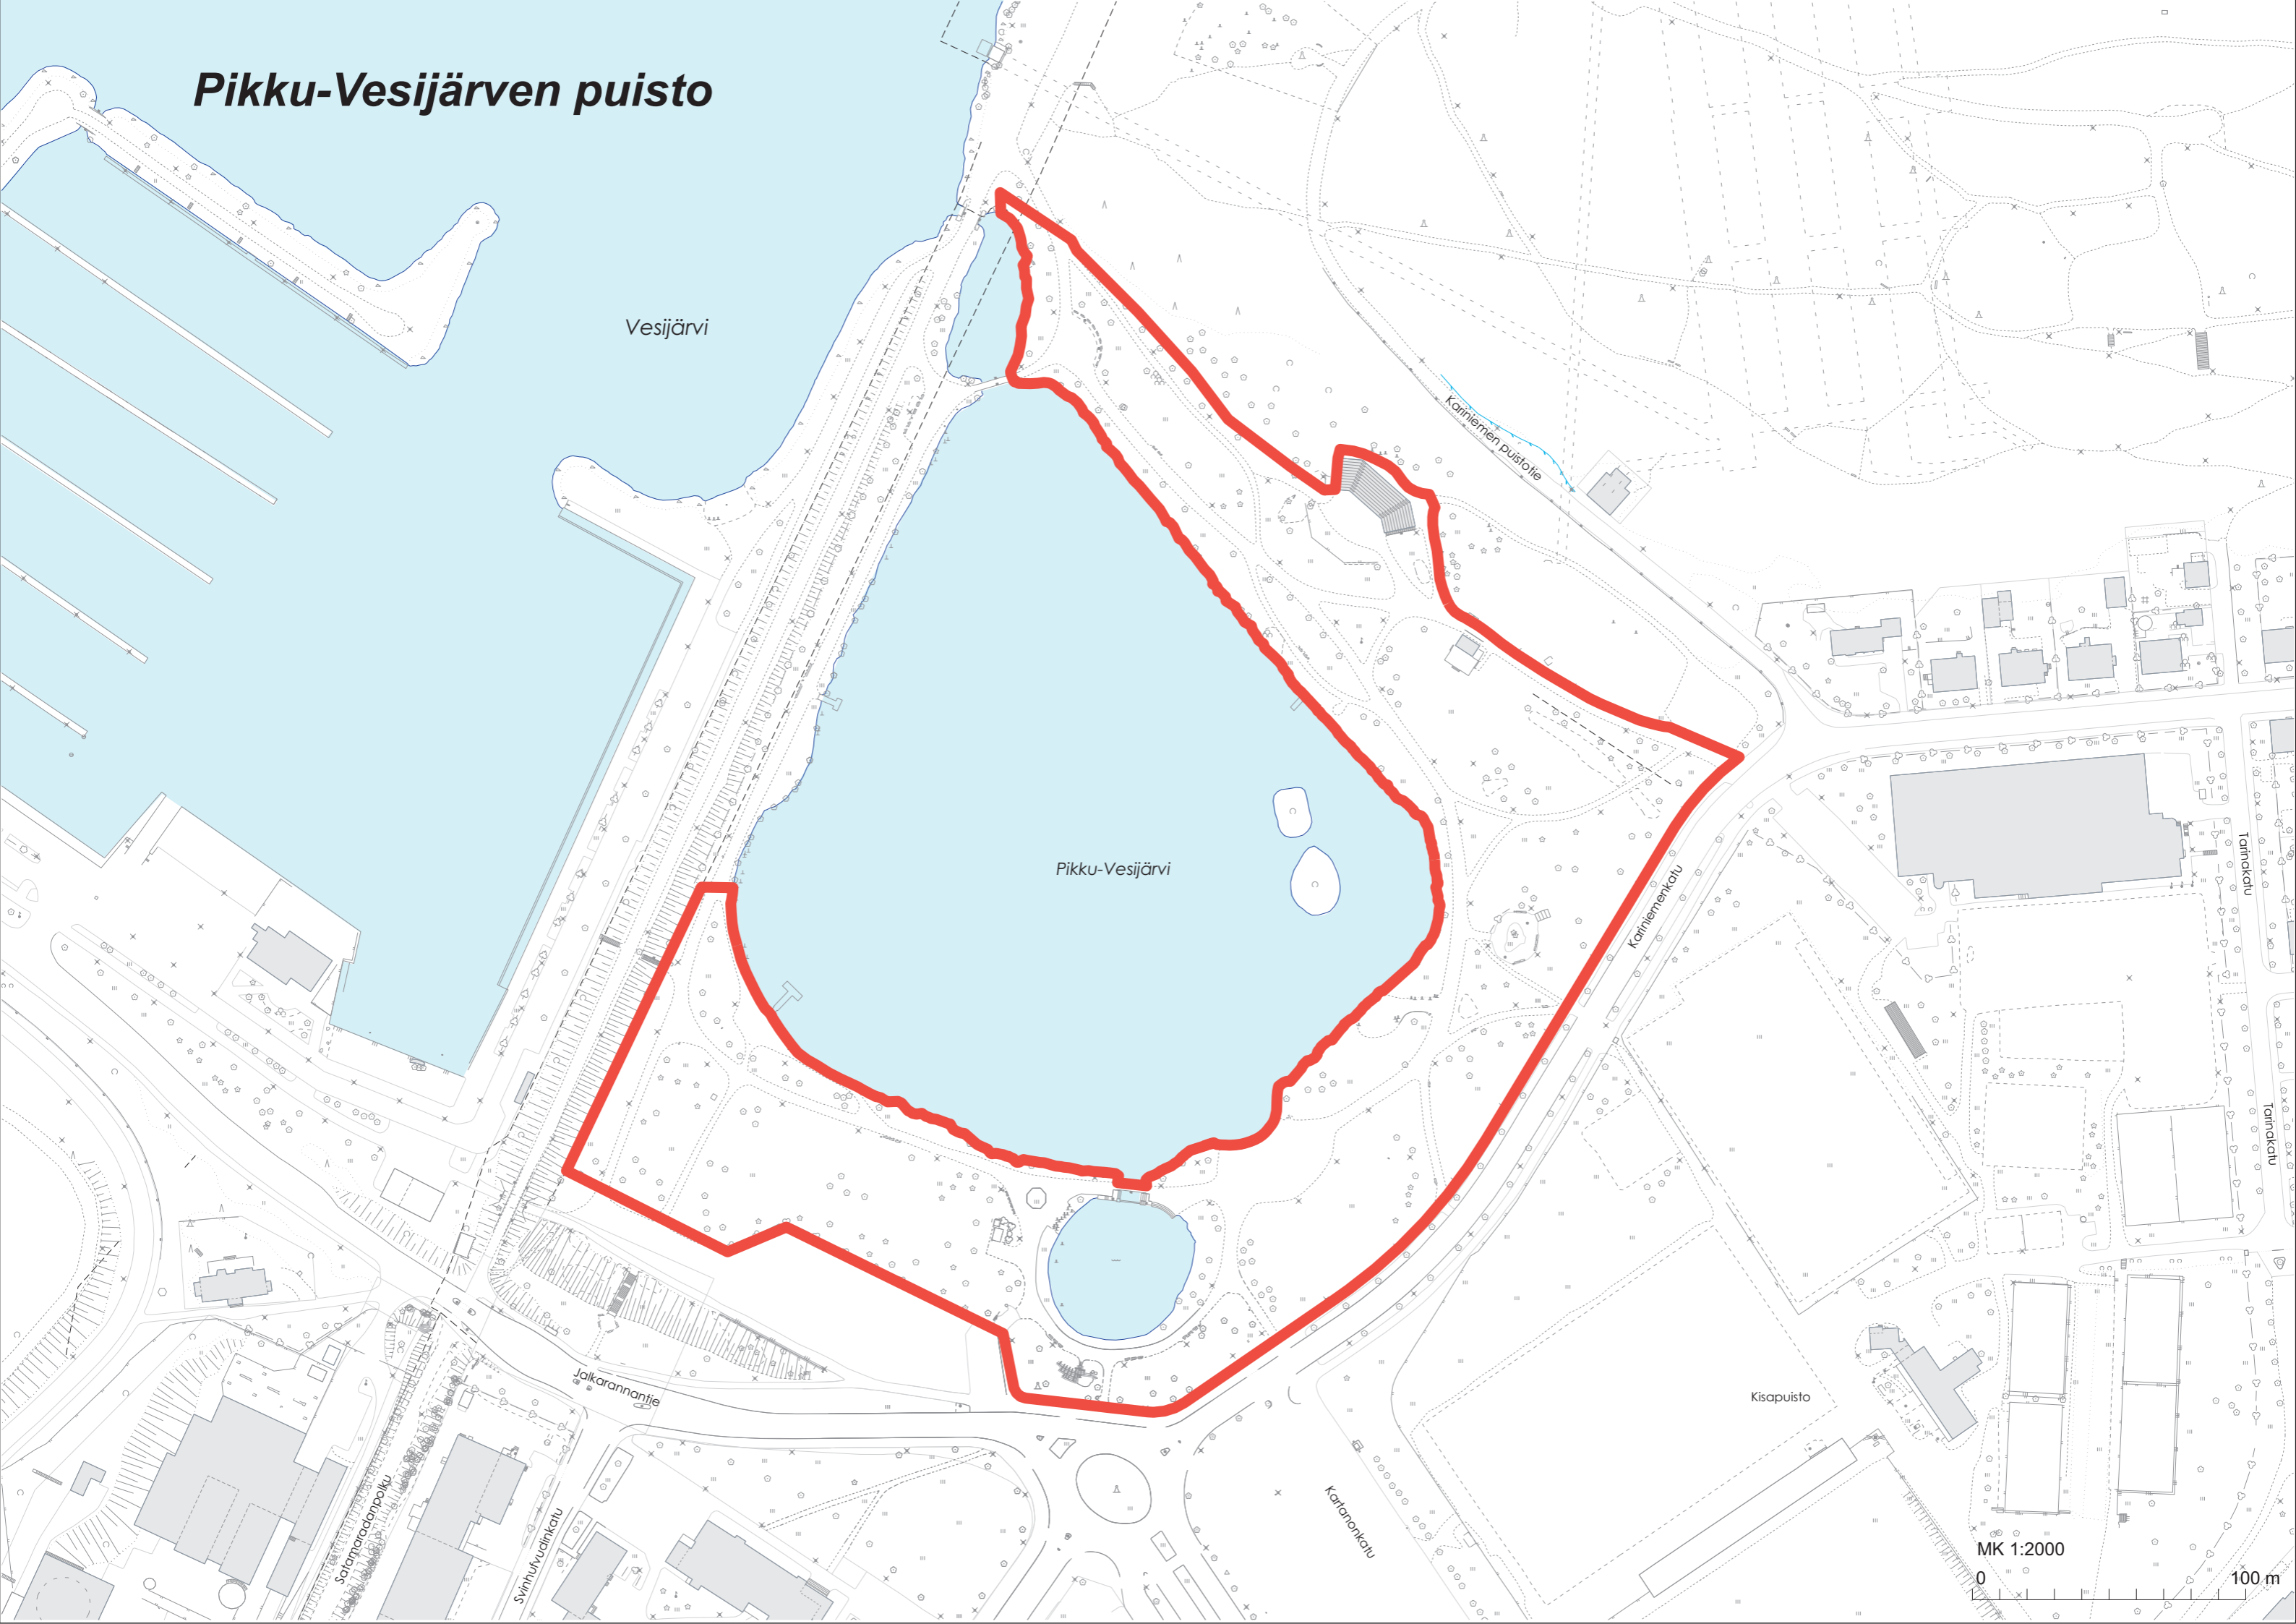 Pikku-Vesijärven puisto
Vesijärvi
Kariniemen puistotie
Pikku-Vesijärvi
Kariniemenkatu
Tarinakatu
Tarinakatu
Jalkarannantie
Kisapuisto
Satamaradanpolku
Svinhufvudinkatu
Kartanonkatu
MK 1:2000
0 100 m